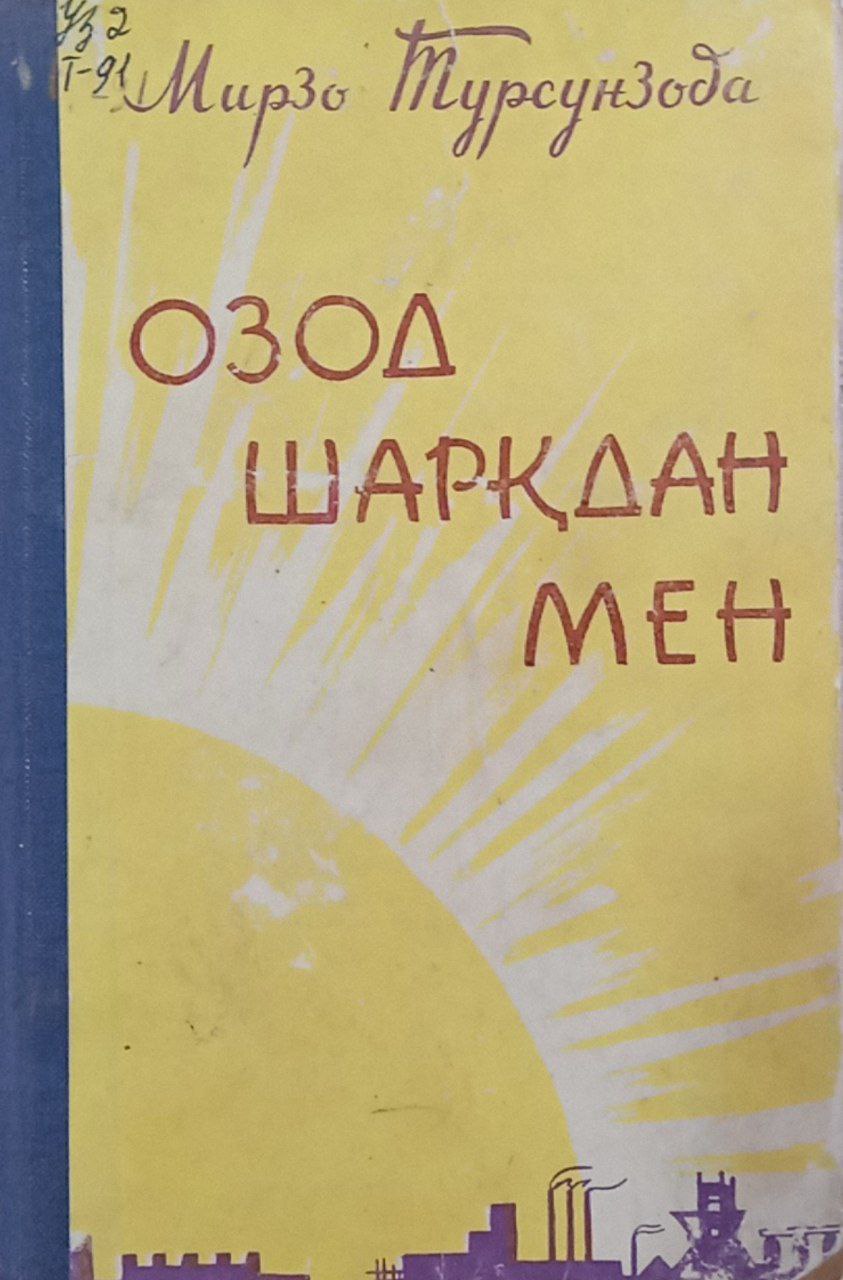 Уз 2
Т-91
Мирзо Турсунзода
ОЗОД
ШАРҚДАН
МЕН